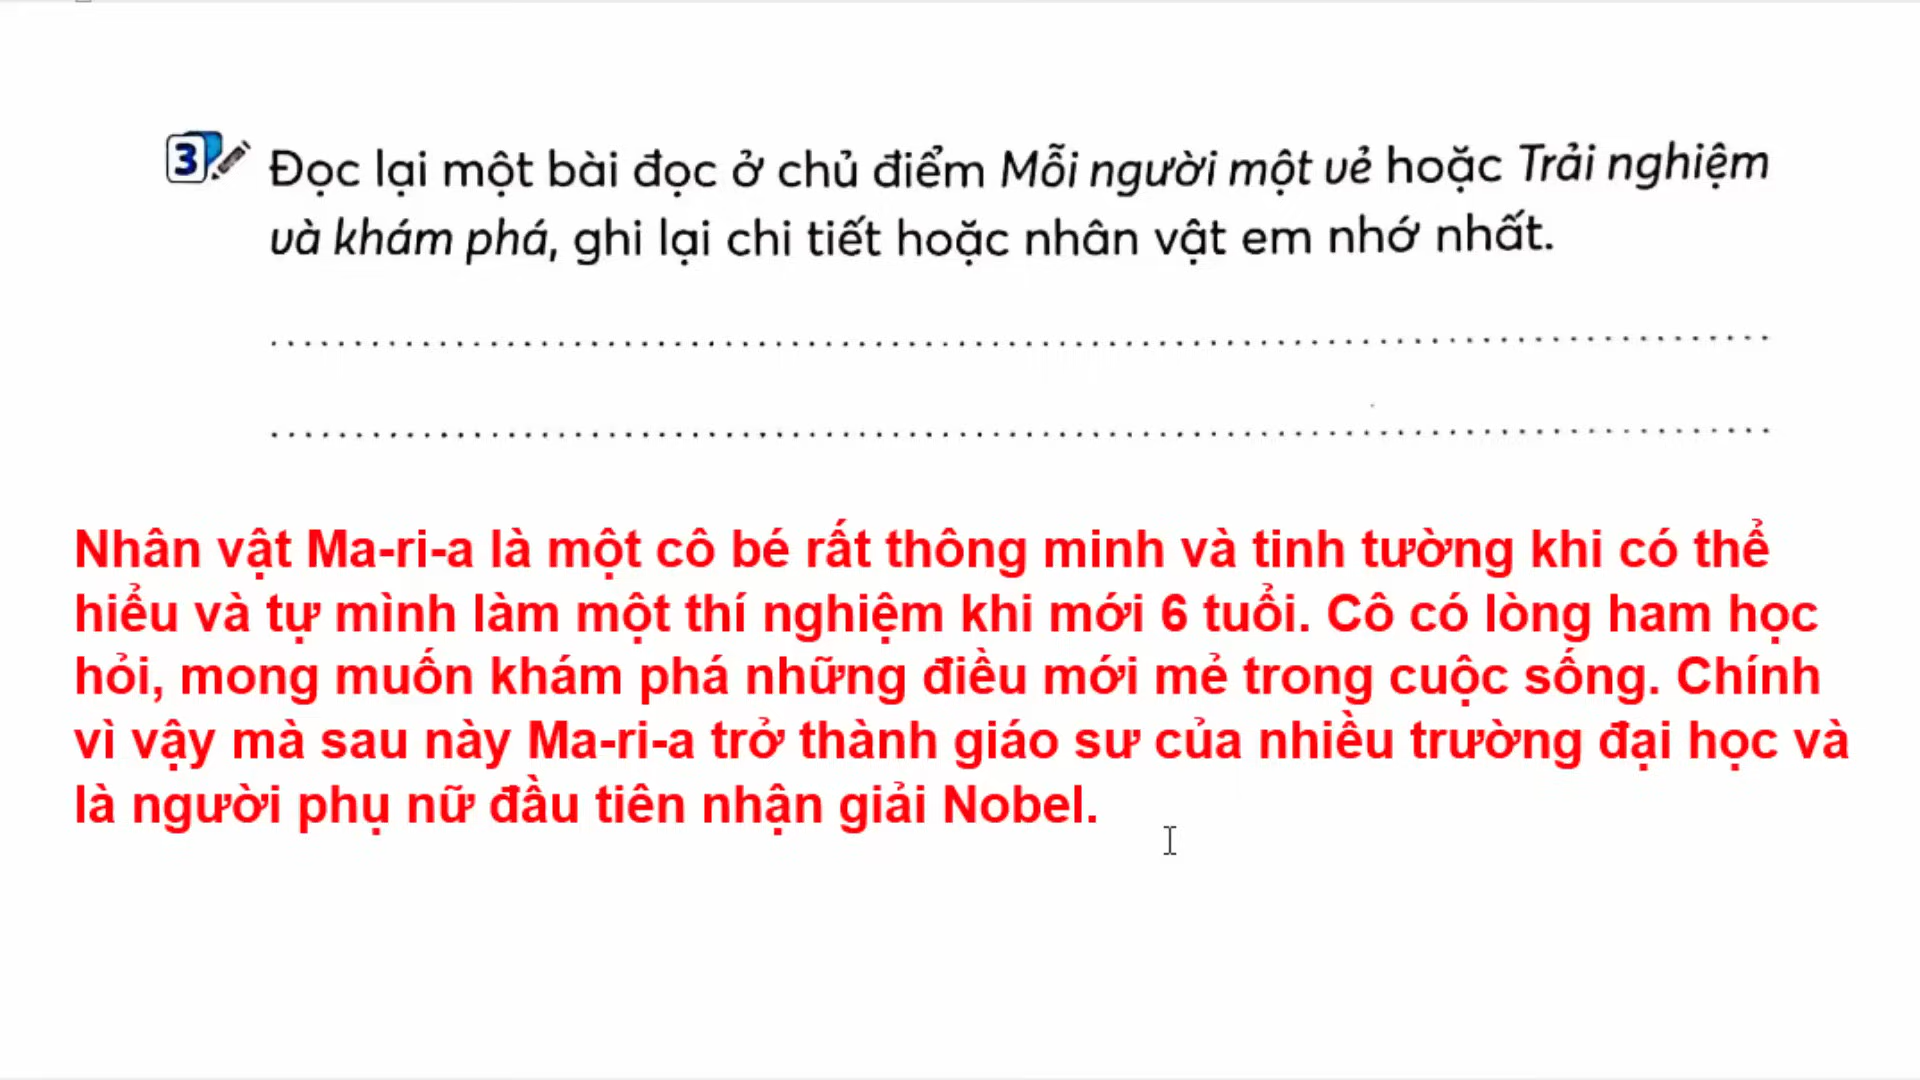 3 Đọc lại một bài đọc ở chủ điểm Mỗi người một vẻ hoặc Trải nghiệm
và khám phá, ghi lại chi tiết hoặc nhân vật em nhớ nhất.
Nhân vật Ma-ri-a là một cô bé rất thông minh và tinh tường khi có thể
hiểu và tự mình làm một thí nghiệm khi mới 6 tuổi. Cô có lòng ham học
hỏi, mong muốn khám phá những điều mới mẻ trong cuộc sống. Chính
vì vậy mà sau này Ma-ri-a trở thành giáo sư của nhiều trường đại học và
là người phụ nữ đầu tiên nhận giải Nobel.